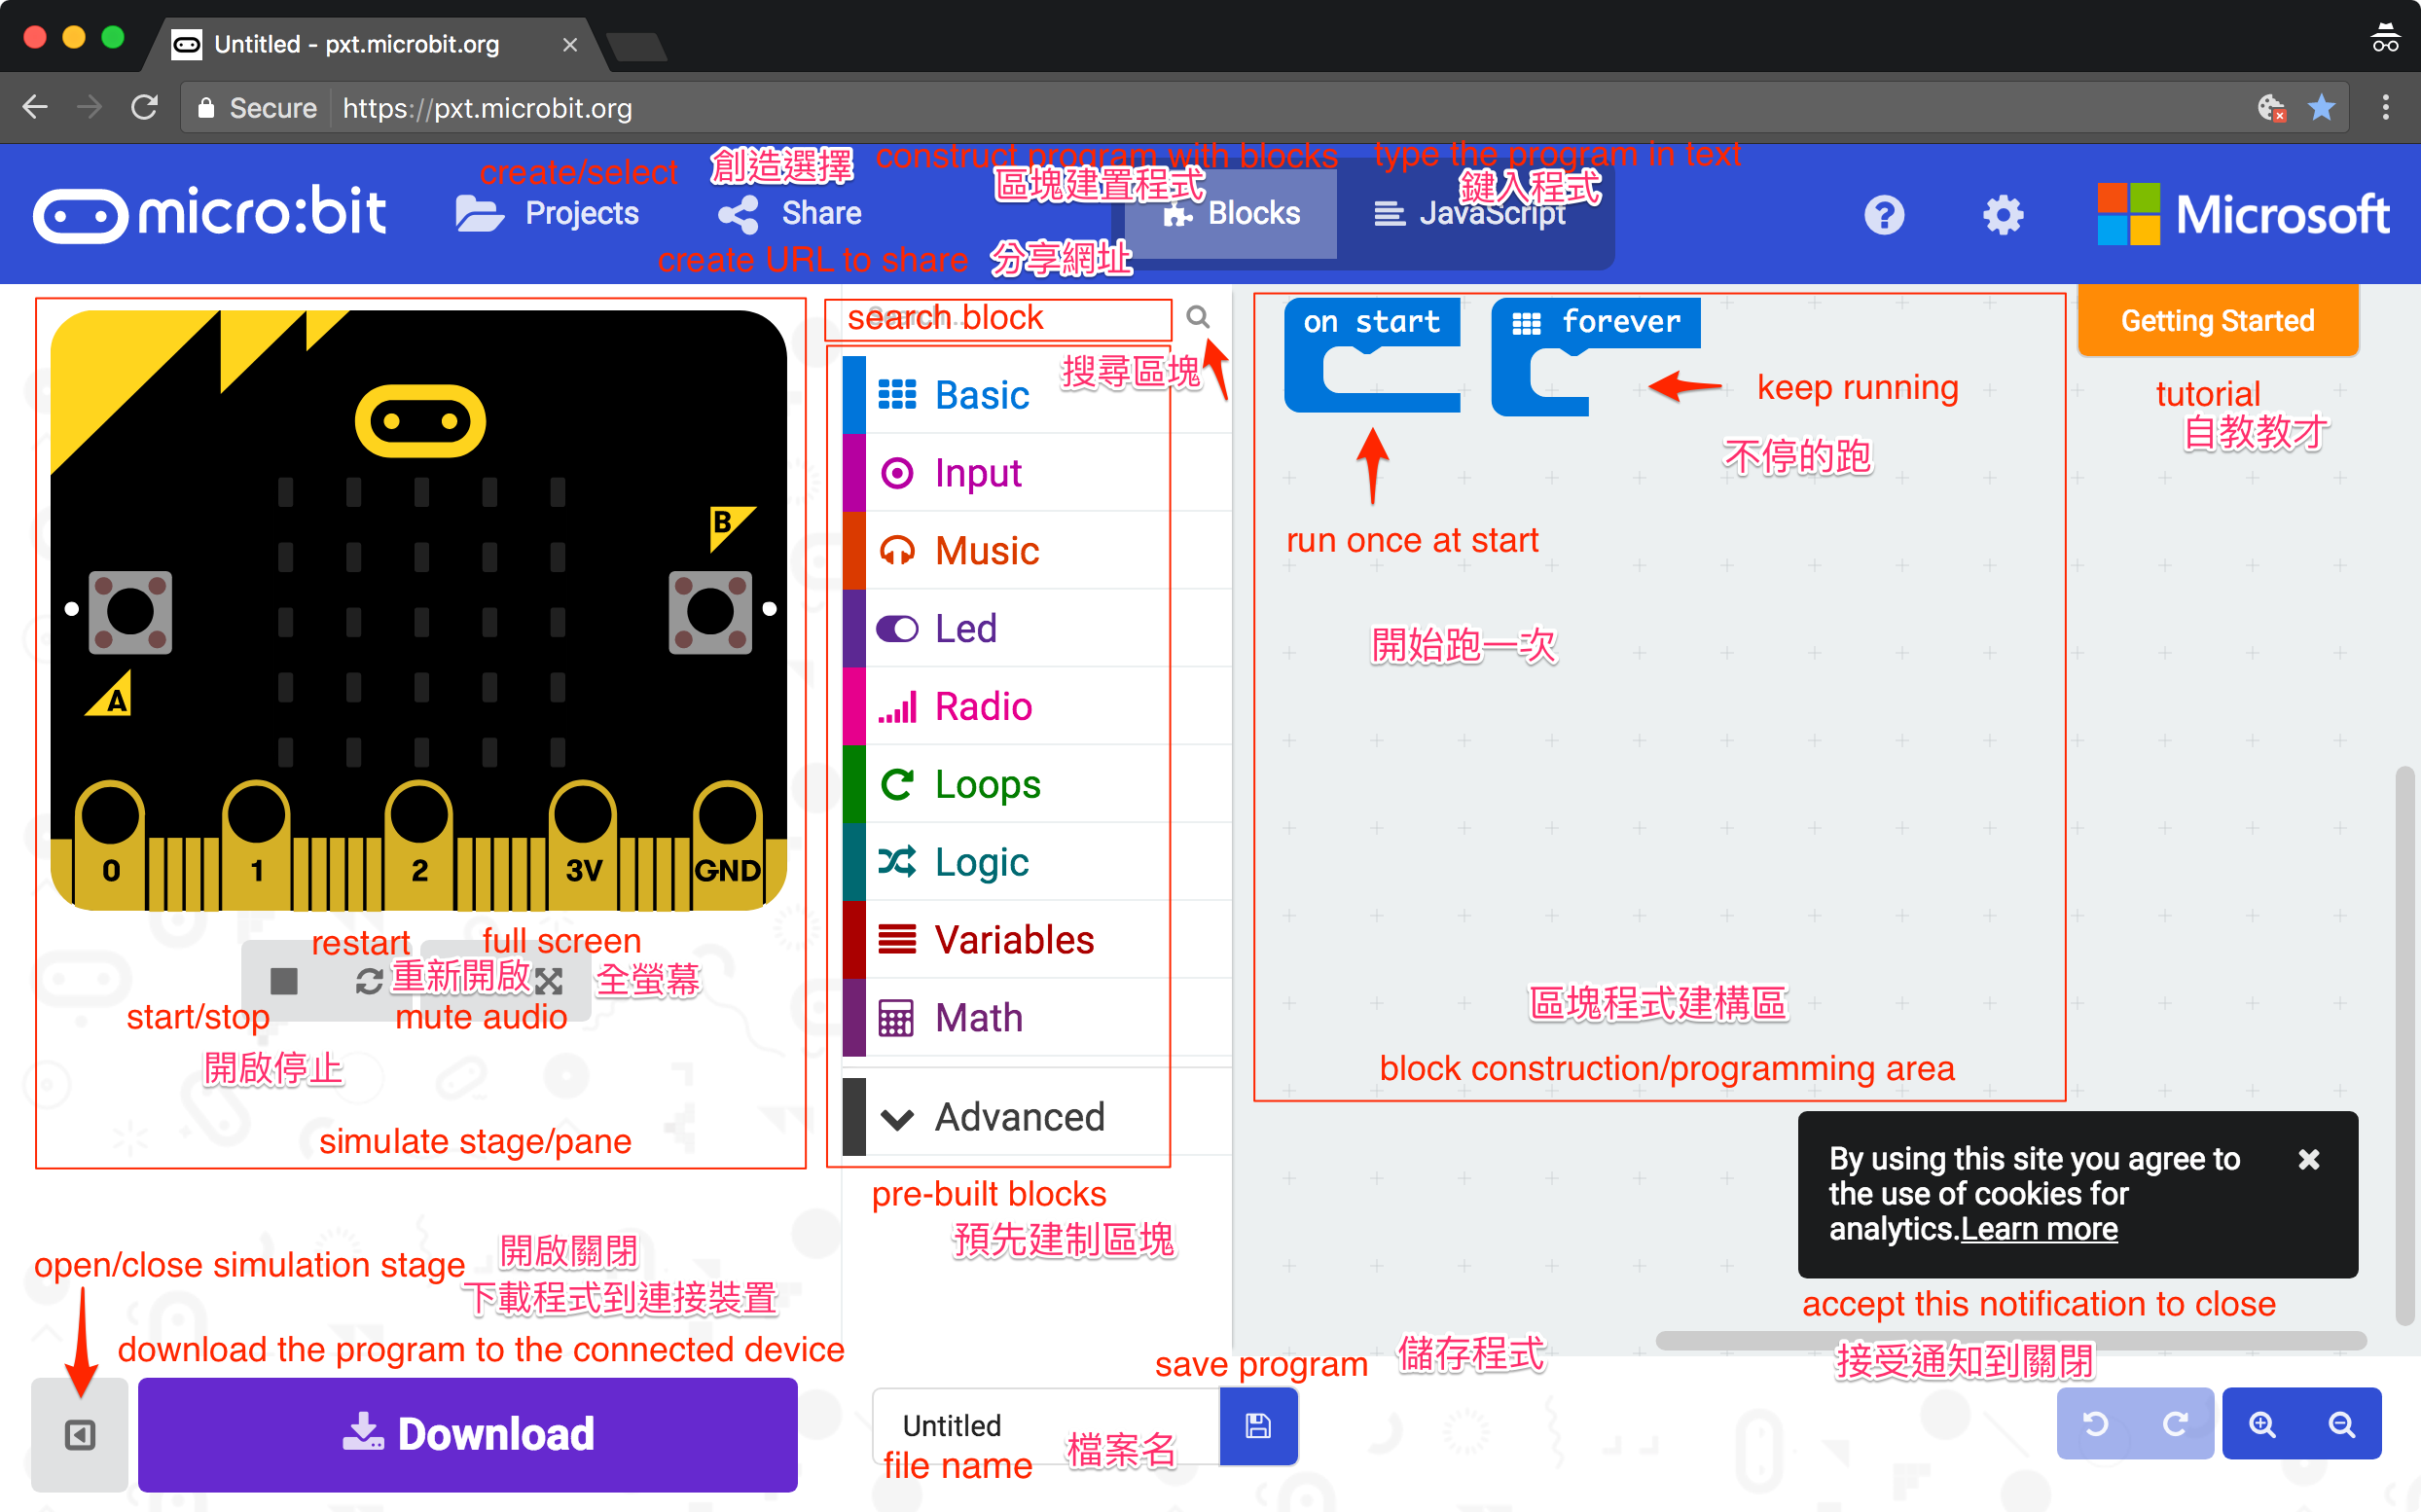 Untitled - pxt.microbit.org
Secure
https://pxt.microbit.org
create/select
創造選擇
construct program with blocks
type the program in text
區塊建置程式
鍵入程式
micro:bit
Projects
Share
Blocks
JavaScript
Microsoft
create URL to share
分享網址
search block
搜尋區塊
on start
forever
Getting Started
keep running
不停的跑
tutorial
自教教才
run once at start
開始跑一次
B
A
0
1
2
3V
GND
Basic
Input
Music
Led
Radio
Loops
Logic
Variables
Math
Advanced
restart
full screen
重新開啟
全螢幕
start/stop
mute audio
開啟停止
simulate stage/pane
區塊程式建構區
block construction/programming area
pre-built blocks
預先建制區塊
By using this site you agree to
the use of cookies for
analytics.Learn more
accept this notification to close
接受通知到關閉
open/close simulation stage
開啟關閉
下載程式到連接裝置
download the program to the connected device
save program
儲存程式
Download
Untitled
file name
檔案名